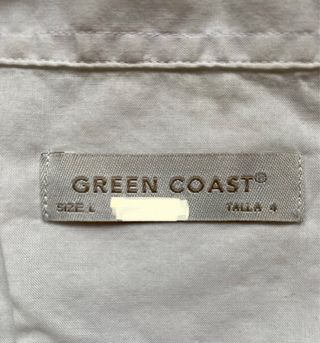 GREEN COAST®
SIZE L TALLA 4